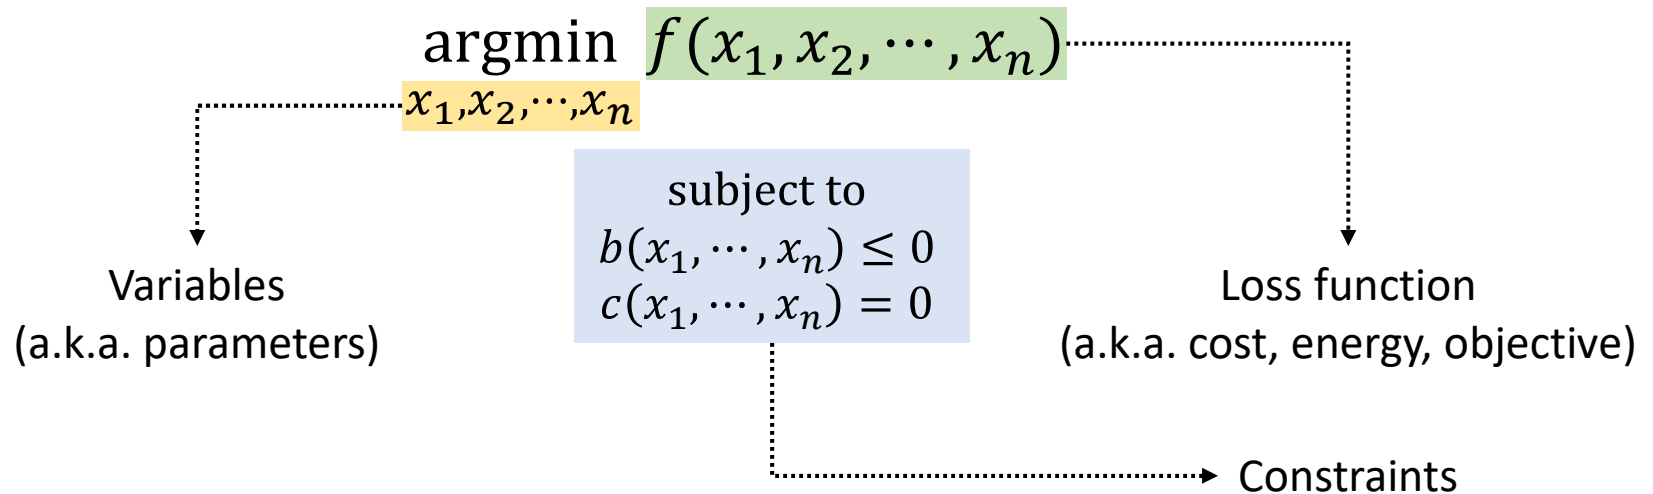 argmin f(x₁, x₂, ⋯, xₙ)
x₁,x₂,⋯,xₙ
subject to
b(x₁, ⋯, xₙ) ≤ 0
c(x₁, ⋯, xₙ) = 0
Variables
(a.k.a. parameters)
Loss function
(a.k.a. cost, energy, objective)
Constraints